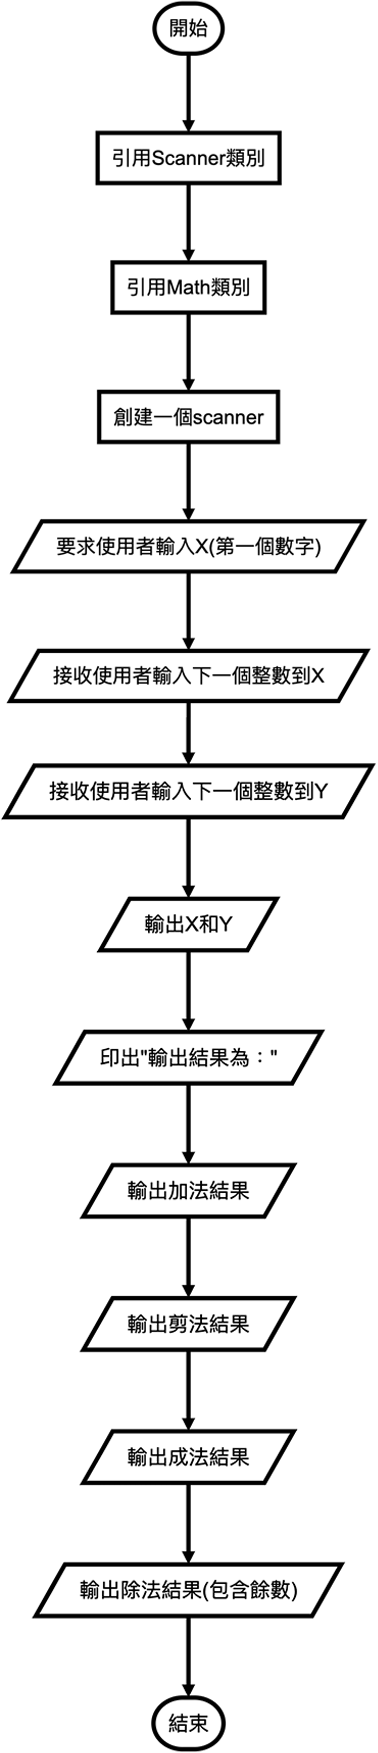 開始
引用Scanner類別
引用Math類別
創建一個scanner
要求使用者輸入X(第一個數字)
接收使用者輸入下一個整數到X
接收使用者輸入下一個整數到Y
輸出X和Y
印出"輸出結果為："
輸出加法結果
輸出剪法結果
輸出成法結果
輸出除法結果(包含餘數)
結束